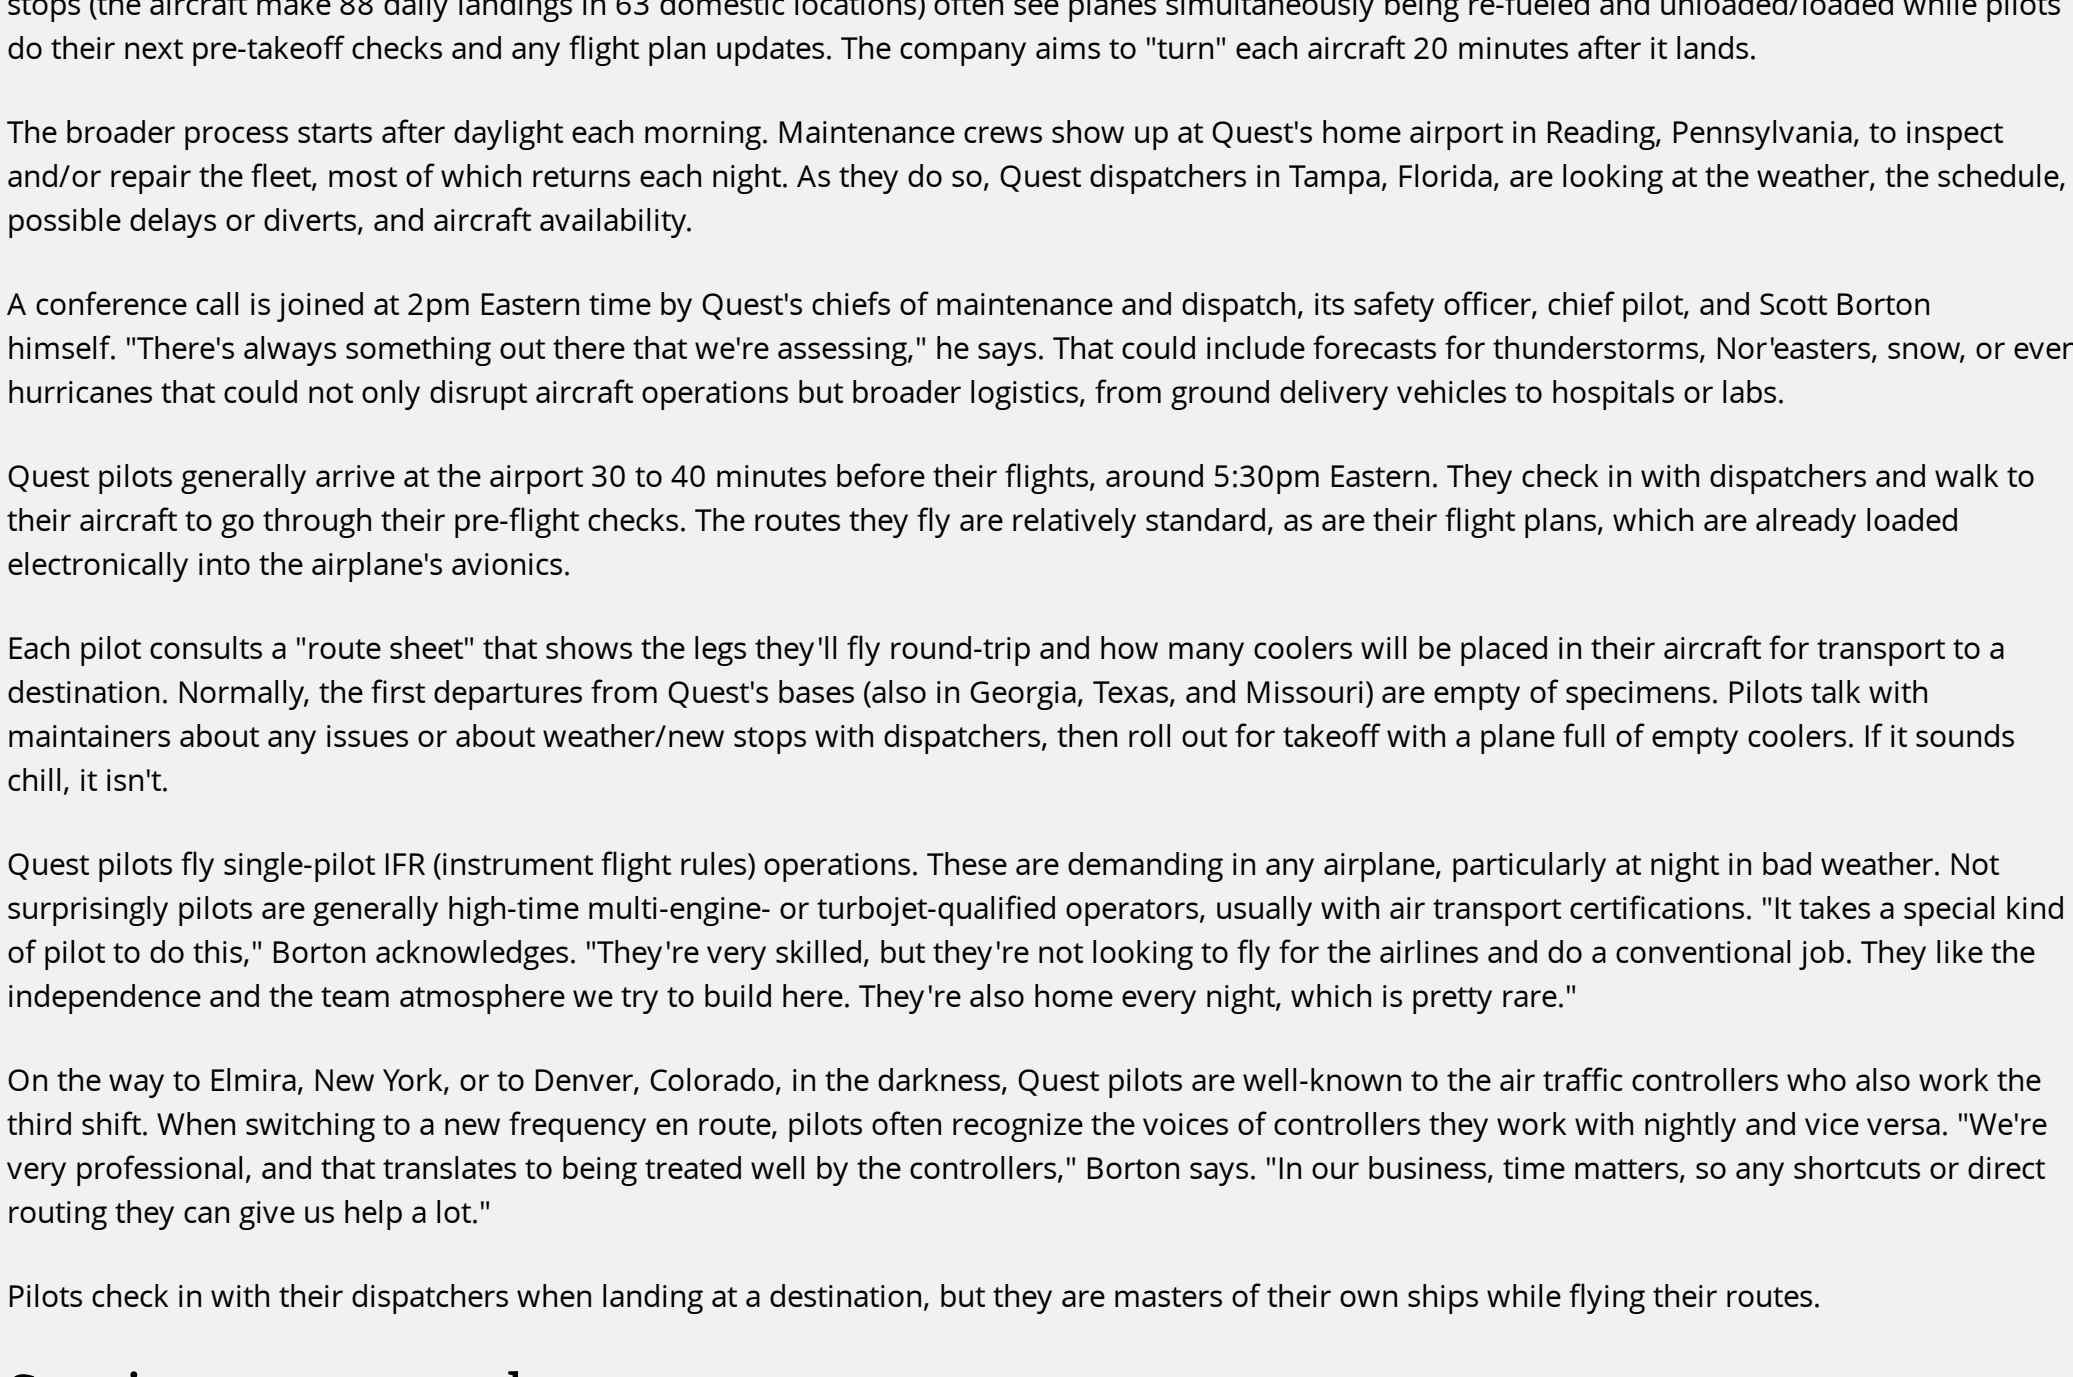 stops (the aircraft make 88 daily landings in 63 domestic locations) often see planes simultaneously being re-fueled and unloaded/loaded while pilots
do their next pre-takeoff checks and any flight plan updates. The company aims to "turn" each aircraft 20 minutes after it lands.
The broader process starts after daylight each morning. Maintenance crews show up at Quest's home airport in Reading, Pennsylvania, to inspect
and/or repair the fleet, most of which returns each night. As they do so, Quest dispatchers in Tampa, Florida, are looking at the weather, the schedule,
possible delays or diverts, and aircraft availability.
A conference call is joined at 2pm Eastern time by Quest's chiefs of maintenance and dispatch, its safety officer, chief pilot, and Scott Borton
himself. "There's always something out there that we're assessing," he says. That could include forecasts for thunderstorms, Nor'easters, snow, or even
hurricanes that could not only disrupt aircraft operations but broader logistics, from ground delivery vehicles to hospitals or labs.
Quest pilots generally arrive at the airport 30 to 40 minutes before their flights, around 5:30pm Eastern. They check in with dispatchers and walk to
their aircraft to go through their pre-flight checks. The routes they fly are relatively standard, as are their flight plans, which are already loaded
electronically into the airplane's avionics.
Each pilot consults a "route sheet" that shows the legs they'll fly round-trip and how many coolers will be placed in their aircraft for transport to a
destination. Normally, the first departures from Quest's bases (also in Georgia, Texas, and Missouri) are empty of specimens. Pilots talk with
maintainers about any issues or about weather/new stops with dispatchers, then roll out for takeoff with a plane full of empty coolers. If it sounds
chill, it isn't.
Quest pilots fly single-pilot IFR (instrument flight rules) operations. These are demanding in any airplane, particularly at night in bad weather. Not
surprisingly pilots are generally high-time multi-engine- or turbojet-qualified operators, usually with air transport certifications. "It takes a special kind
of pilot to do this," Borton acknowledges. "They're very skilled, but they're not looking to fly for the airlines and do a conventional job. They like the
independence and the team atmosphere we try to build here. They're also home every night, which is pretty rare."
On the way to Elmira, New York, or to Denver, Colorado, in the darkness, Quest pilots are well-known to the air traffic controllers who also work the
third shift. When switching to a new frequency en route, pilots often recognize the voices of controllers they work with nightly and vice versa. "We're
very professional, and that translates to being treated well by the controllers," Borton says. "In our business, time matters, so any shortcuts or direct
routing they can give us help a lot."
Pilots check in with their dispatchers when landing at a destination, but they are masters of their own ships while flying their routes.